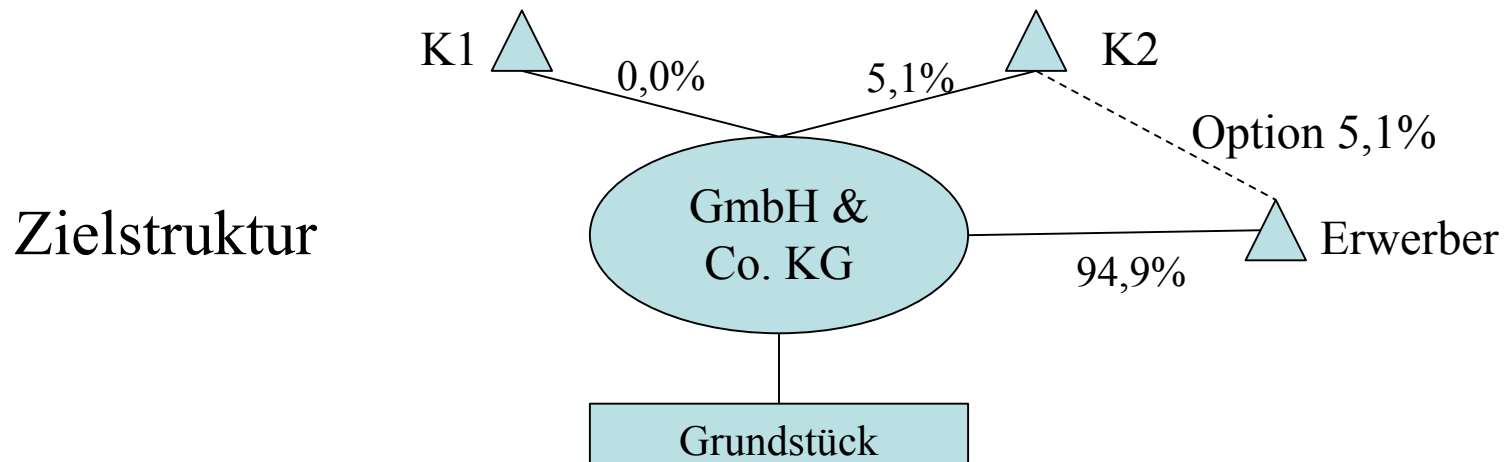 K1
K2
0,0%
5,1%
Option 5,1%
Zielstruktur
GmbH &
Co. KG
Erwerber
94,9%
Grundstück